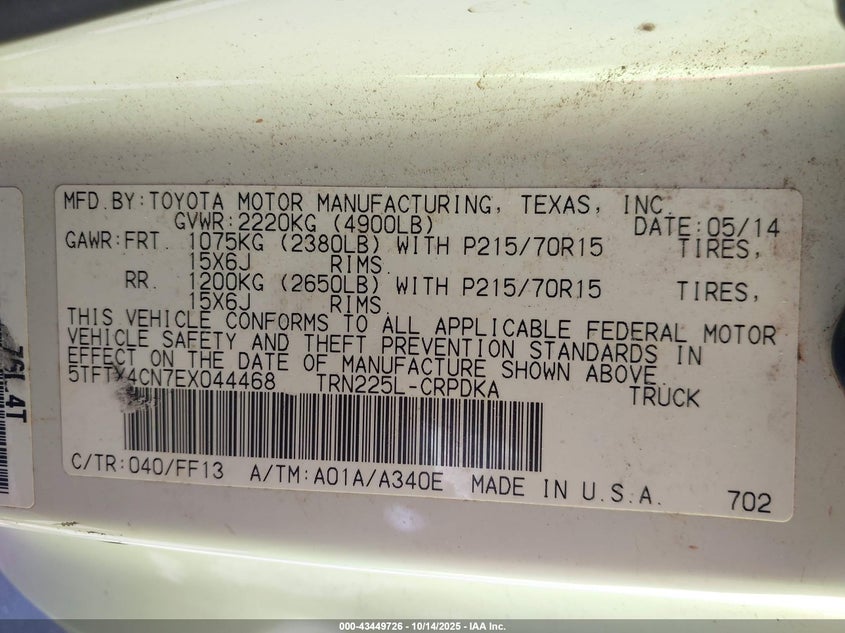 MFD.BY:TOYOTA MOTOR MANUFACTURING, TEXAS, INC.
GVWR:2220KG (4900LB) DATE:05/14
GAWR:FRT. 1075KG (2380LB) WITH P215/70R15 TIRES,
15X6J RIMS.
RR. 1200KG (2650LB) WITH P215/70R15 TIRES,
15X6J RIMS.
THIS VEHICLE CONFORMS TO ALL APPLICABLE FEDERAL MOTOR
VEHICLE SAFETY AND THEFT PREVENTION STANDARDS IN
EFFECT ON THE DATE OF MANUFACTURE SHOWN ABOVE.
5TFTX4CN7EX044468 TRN225L-CRPDKA TRUCK
C/TR:040/FF13 A/TM:A01A/A340E MADE IN U.S.A.
702
000-43449726 | 10/14/2025 - IAA Inc.